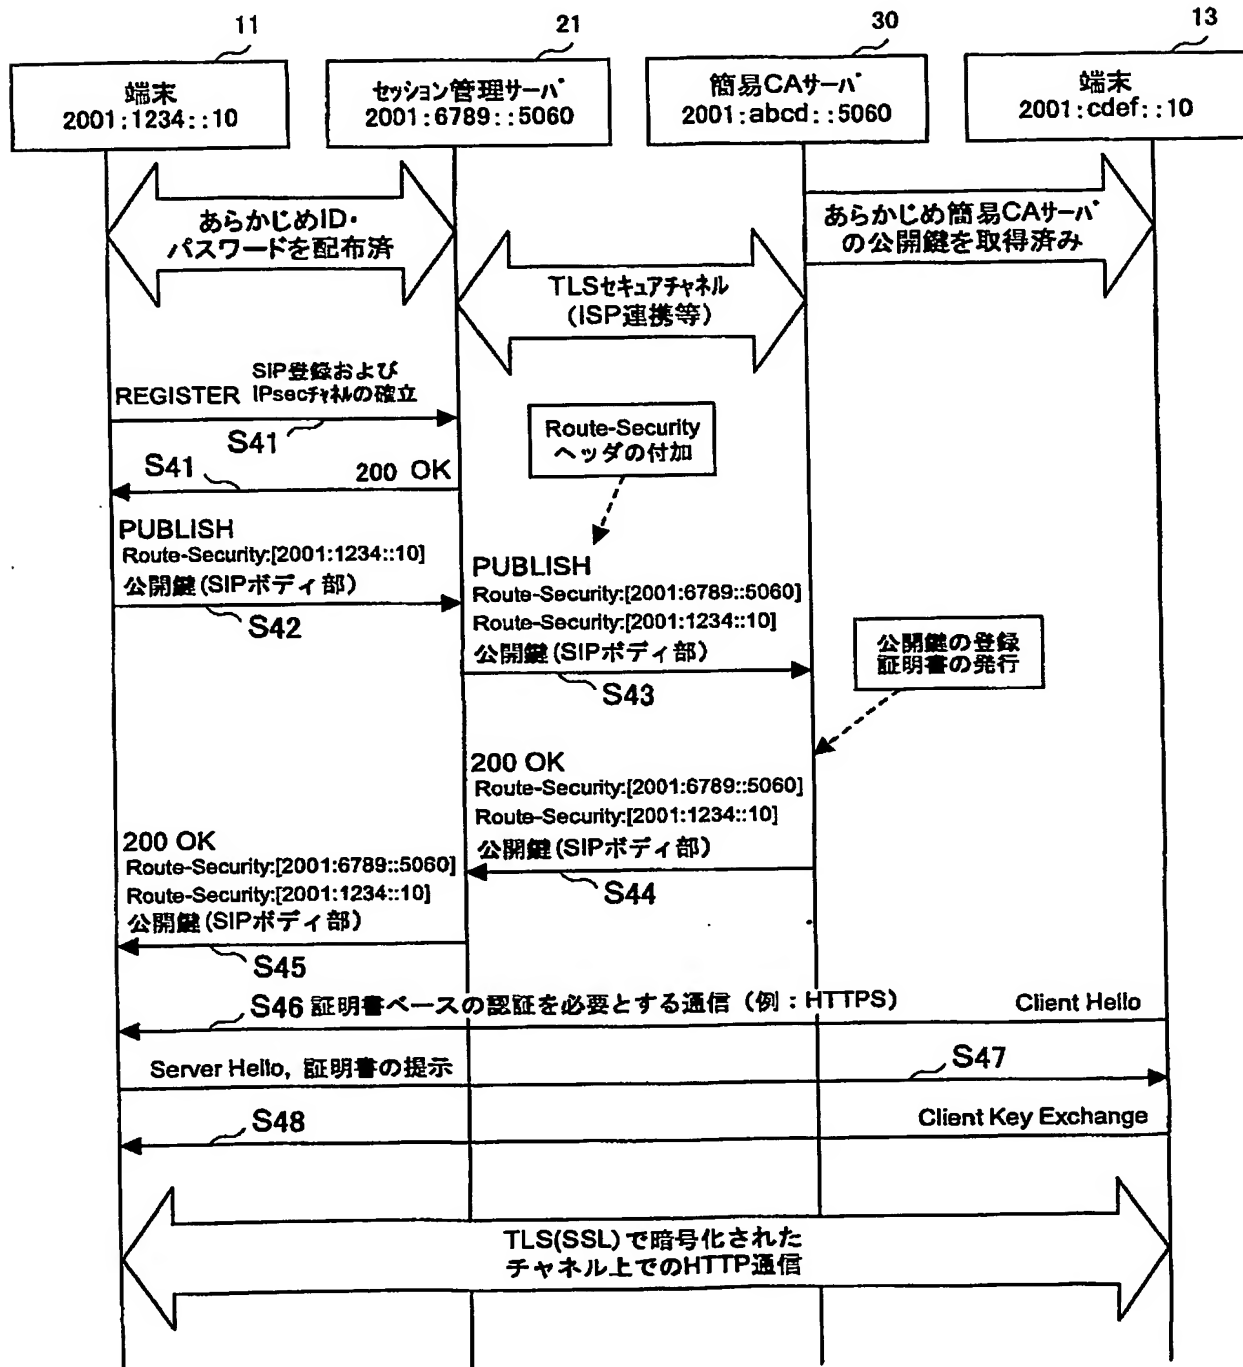 11
21
30
13
端末
2001:1234::10
セッション管理サーバ
2001:6789::5060
簡易CAサーバ
2001:abcd::5060
端末
2001:cdef::10
あらかじめID・
パスワードを配布済
あらかじめ簡易CAサーバ
の公開鍵を取得済み
TLSセキュアチャネル
(ISP連携等)
SIP登録および
REGISTER IPsecチャネルの確立
S41
Route-Security
ヘッダの付加
S41 200 OK
PUBLISH
Route-Security:[2001:1234::10]
公開鍵(SIPボディ部)
S42
PUBLISH
Route-Security:[2001:6789::5060]
Route-Security:[2001:1234::10]
公開鍵(SIPボディ部)
S43
公開鍵の登録
証明書の発行
200 OK
Route-Security:[2001:6789::5060]
Route-Security:[2001:1234::10]
公開鍵(SIPボディ部)
S44
200 OK
Route-Security:[2001:6789::5060]
Route-Security:[2001:1234::10]
公開鍵(SIPボディ部)
S45
S46 証明書ベースの認証を必要とする通信(例:HTTPS) Client Hello
Server Hello, 証明書の提示 S47
S48 Client Key Exchange
TLS(SSL)で暗号化された
チャネル上でのHTTP通信